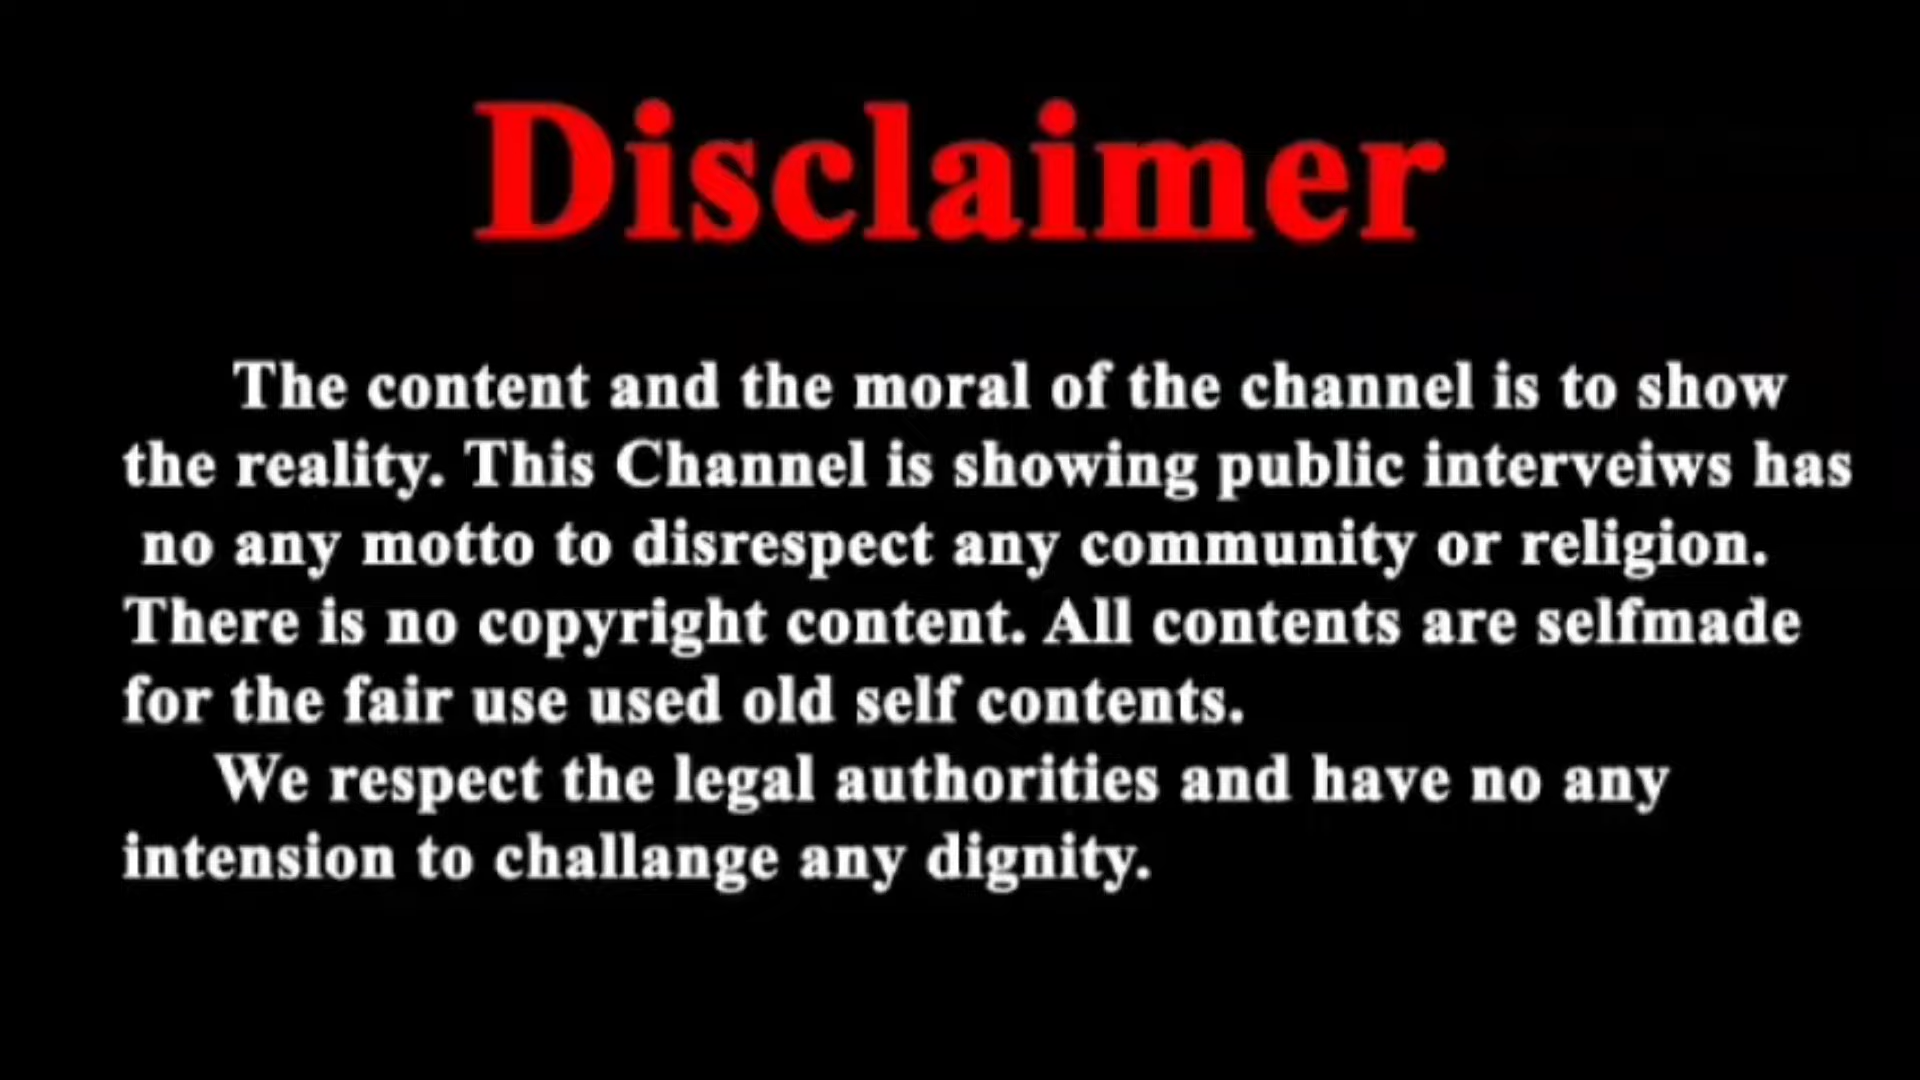 Disclaimer
The content and the moral of the channel is to show
the reality. This Channel is showing public interveiws has
no any motto to disrespect any community or religion.
There is no copyright content. All contents are selfmade
for the fair use used old self contents.
We respect the legal authorities and have no any
intension to challange any dignity.